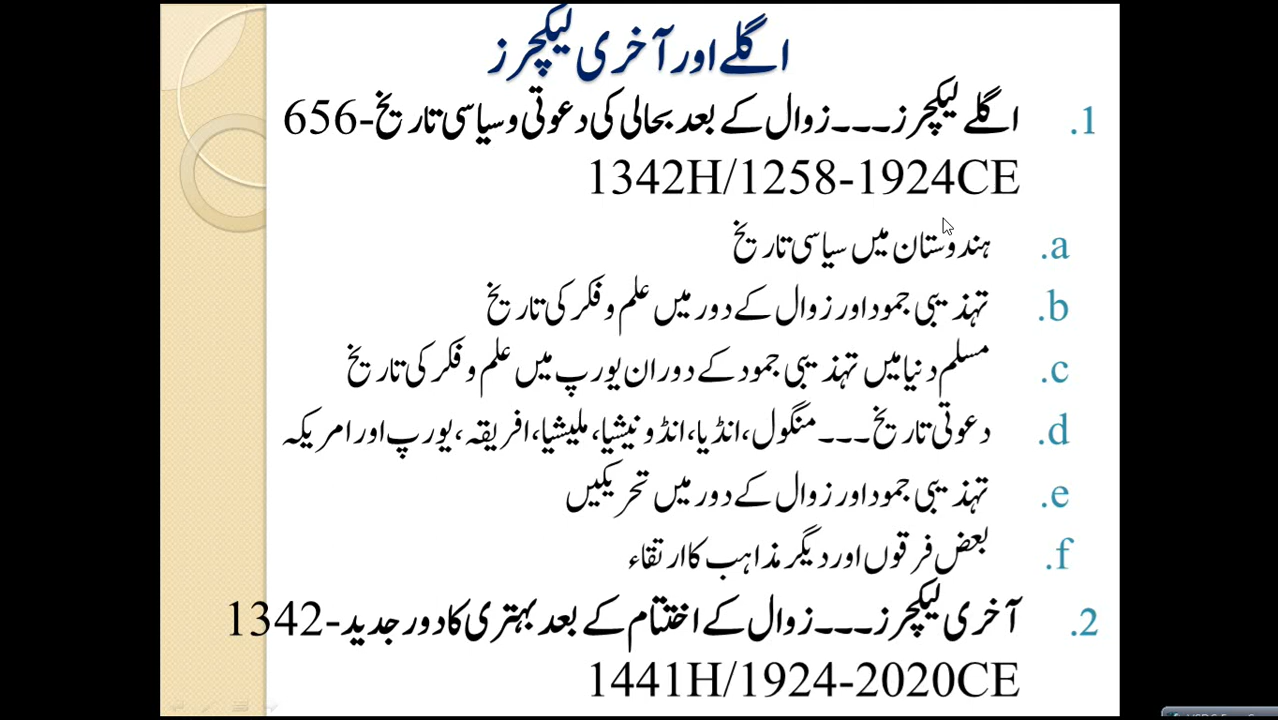 اگلے اور آخری لیکچرز
1. اگلے لیکچرز۔۔۔زوال کے بعد بحالی کی دعوتی و سیاسی تاریخ-656
1342H/1258-1924CE
a. ہندوستان میں سیاسی تاریخ
b. تہذیبی جمود اور زوال کے دور میں علم و فکر کی تاریخ
c. مسلم دنیا میں تہذیبی جمود کے دوران یورپ میں علم و فکر کی تاریخ
d. دعوتی تاریخ۔۔۔منگول، انڈیا، انڈونیشیا، ملیشیا، افریقہ، یورپ اور امریکہ
e. تہذیبی جمود اور زوال کے دور میں تحریکیں
f. بعض فرقوں اور دیگر مذاہب کا ارتقاء
2. آخری لیکچرز۔۔۔زوال کے اختتام کے بعد بہتری کا دور جدید-1342
1441H/1924-2020CE